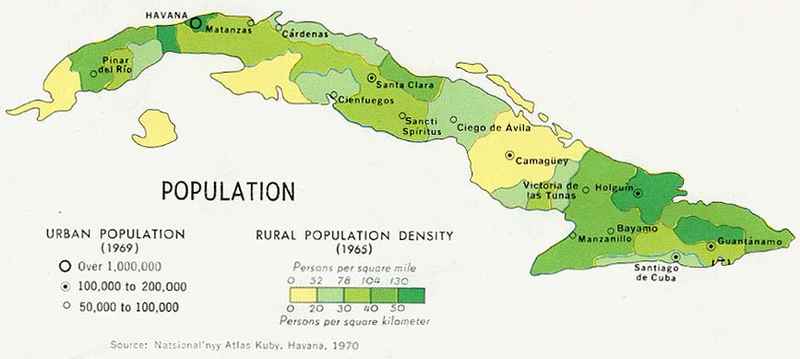 HAVANA
Matanzas
Cárdenas
Pinar
del Río
Santa Clara
Cienfuegos
Sancti
Spíritus
Ciego de Ávila
Camagüey
Victoria de
las Tunas
Holguín
Bayamo
Manzanillo
Guantánamo
Santiago
de Cuba
POPULATION
URBAN POPULATION
(1969)
Over 1,000,000
100,000 to 200,000
50,000 to 100,000
RURAL POPULATION DENSITY
(1965)
Persons per square mile
0 52 78 104 130
0 20 30 40 50
Persons per square kilometer
Source: Natsional'nyy Atlas Kuby, Havana, 1970